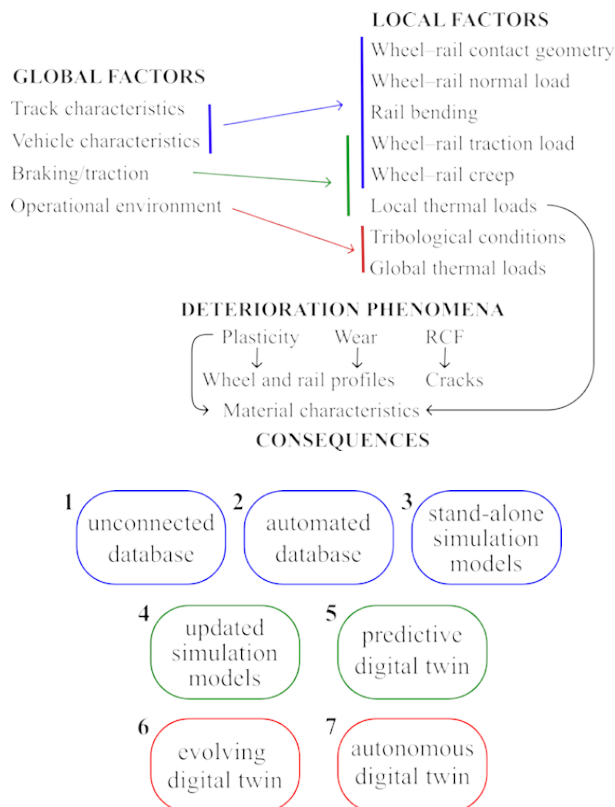 LOCAL FACTORS
Wheel–rail contact geometry
GLOBAL FACTORS
Wheel–rail normal load
Track characteristics
Rail bending
Vehicle characteristics
Wheel–rail traction load
Braking/traction
Wheel–rail creep
Operational environment
Local thermal loads
Tribological conditions
Global thermal loads
DETERIORATION PHENOMENA
Plasticity Wear RCF
Wheel and rail profiles Cracks
Material characteristics
CONSEQUENCES
1
unconnected
database
2
automated
database
3
stand-alone
simulation
models
4
updated
simulation
models
5
predictive
digital twin
6
evolving
digital twin
7
autonomous
digital twin